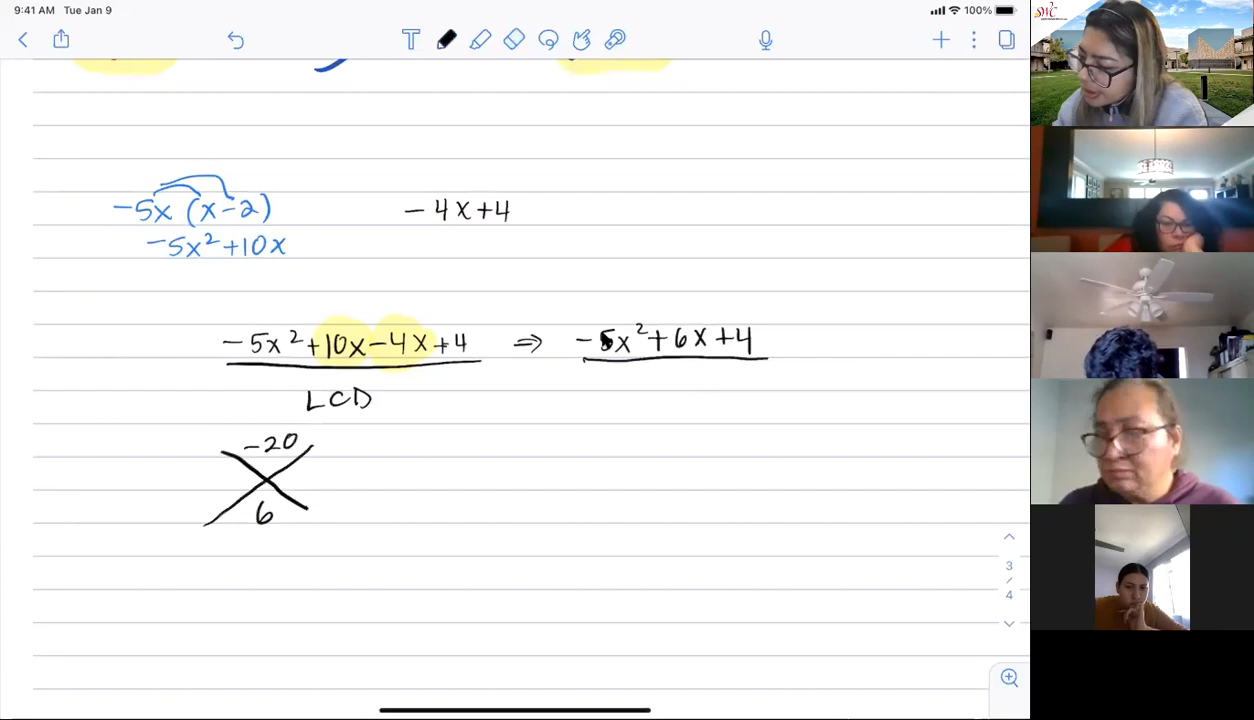 9:41 AM Tue Jan 9
100%
T
-5x (x-2)
-4x+4
-5x² +10x
-5x² +10x -4x +4 ⇒ -5x² +6x +4
LCD
-20
6
3
/
4
SWC